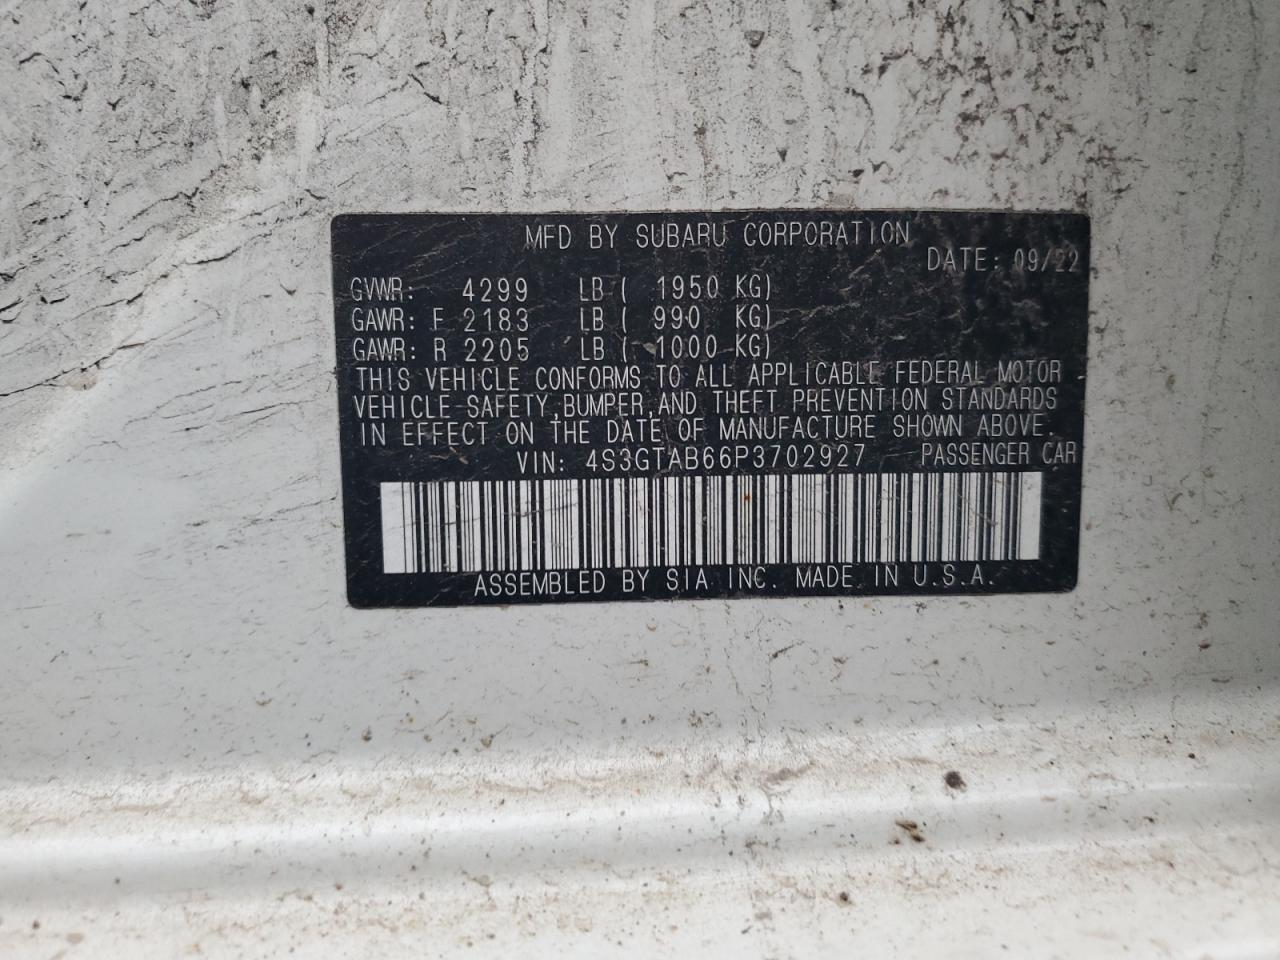 MFD BY SUBARU CORPORATION
DATE: 09/22
GVWR: 4299 LB ( 1950 KG)
GAWR: F 2183 LB ( 990 KG)
GAWR: R 2205 LB ( 1000 KG)
THIS VEHICLE CONFORMS TO ALL APPLICABLE FEDERAL MOTOR
VEHICLE SAFETY,BUMPER,AND THEFT PREVENTION STANDARDS
IN EFFECT ON THE DATE OF MANUFACTURE SHOWN ABOVE.
VIN: 4S3GTAB66P3702927 PASSENGER CAR
ASSEMBLED BY SIA INC. MADE IN U.S.A.